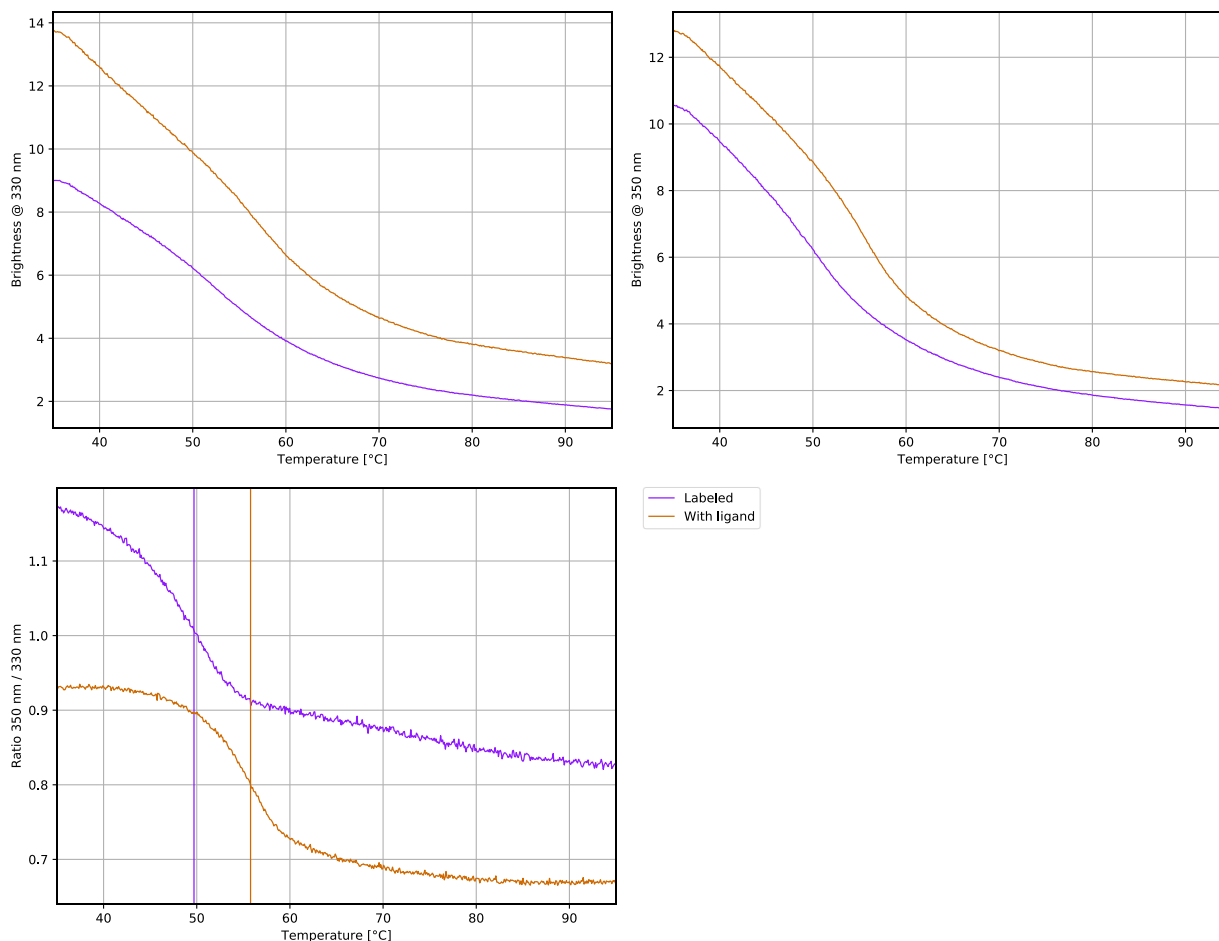 14
12
10
8
6
4
2
Brightness @ 330 nm
40 50 60 70 80 90
Temperature [°C]
12
10
8
6
4
2
Brightness @ 350 nm
40 50 60 70 80 90
Temperature [°C]
1.1
1.0
0.9
0.8
0.7
Ratio 350 nm / 330 nm
40 50 60 70 80 90
Temperature [°C]
Labeled
With ligand